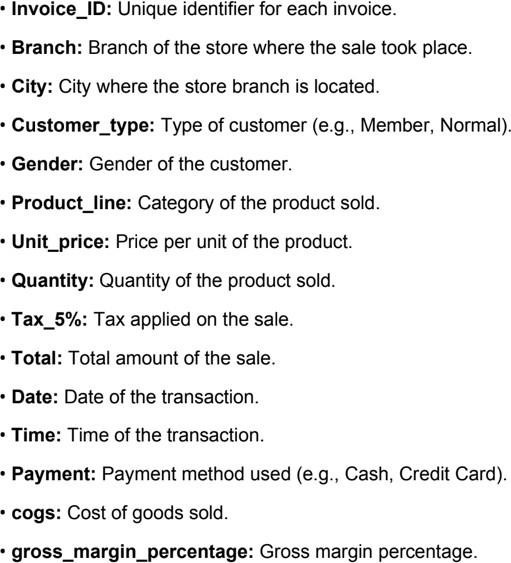 • Invoice_ID: Unique identifier for each invoice.
• Branch: Branch of the store where the sale took place.
• City: City where the store branch is located.
• Customer_type: Type of customer (e.g., Member, Normal).
• Gender: Gender of the customer.
• Product_line: Category of the product sold.
• Unit_price: Price per unit of the product.
• Quantity: Quantity of the product sold.
• Tax_5%: Tax applied on the sale.
• Total: Total amount of the sale.
• Date: Date of the transaction.
• Time: Time of the transaction.
• Payment: Payment method used (e.g., Cash, Credit Card).
• cogs: Cost of goods sold.
• gross_margin_percentage: Gross margin percentage.